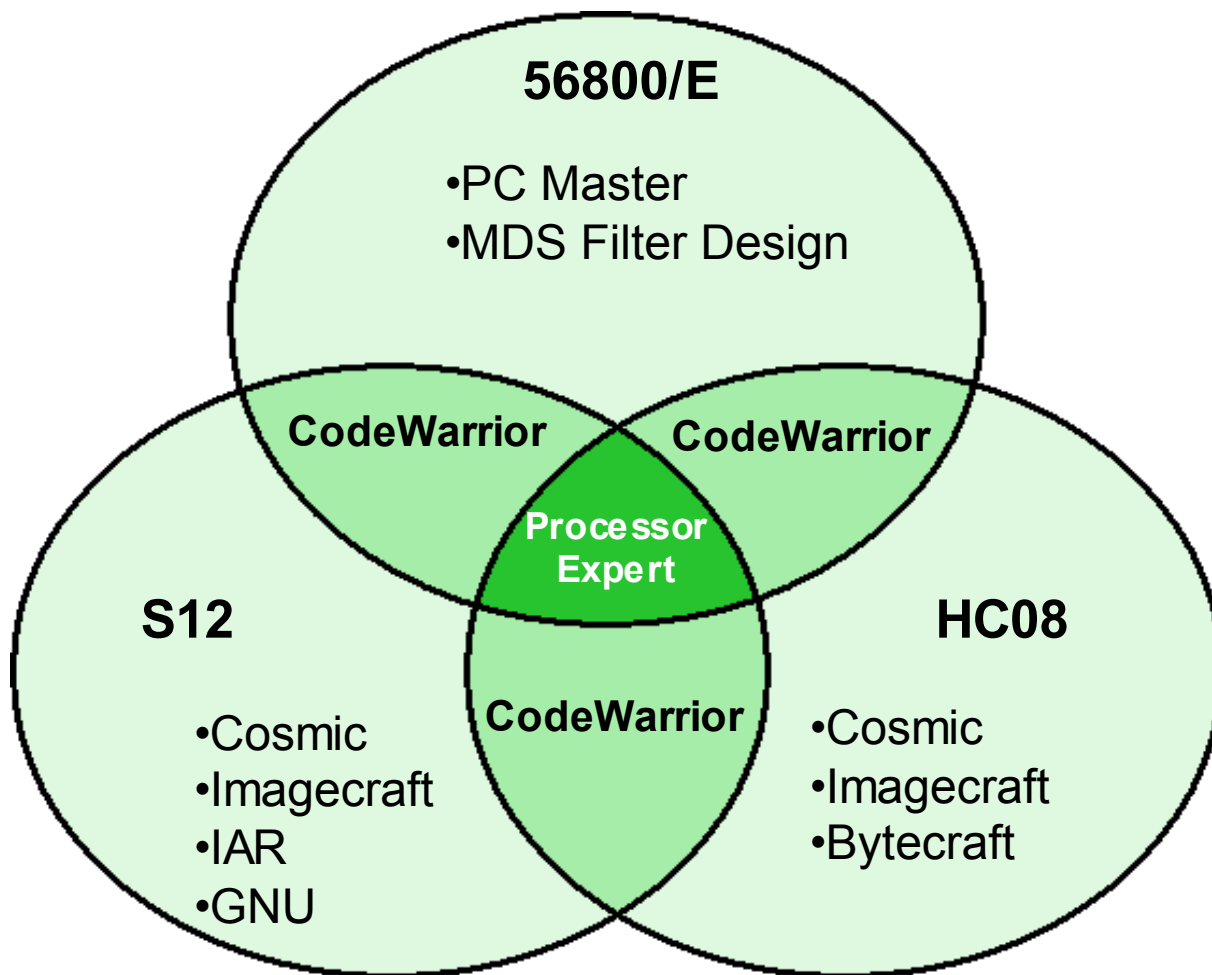 56800/E
•PC Master
•MDS Filter Design
CodeWarrior
CodeWarrior
Processor
Expert
S12
•Cosmic
•Imagecraft
•IAR
•GNU
CodeWarrior
HC08
•Cosmic
•Imagecraft
•Bytecraft